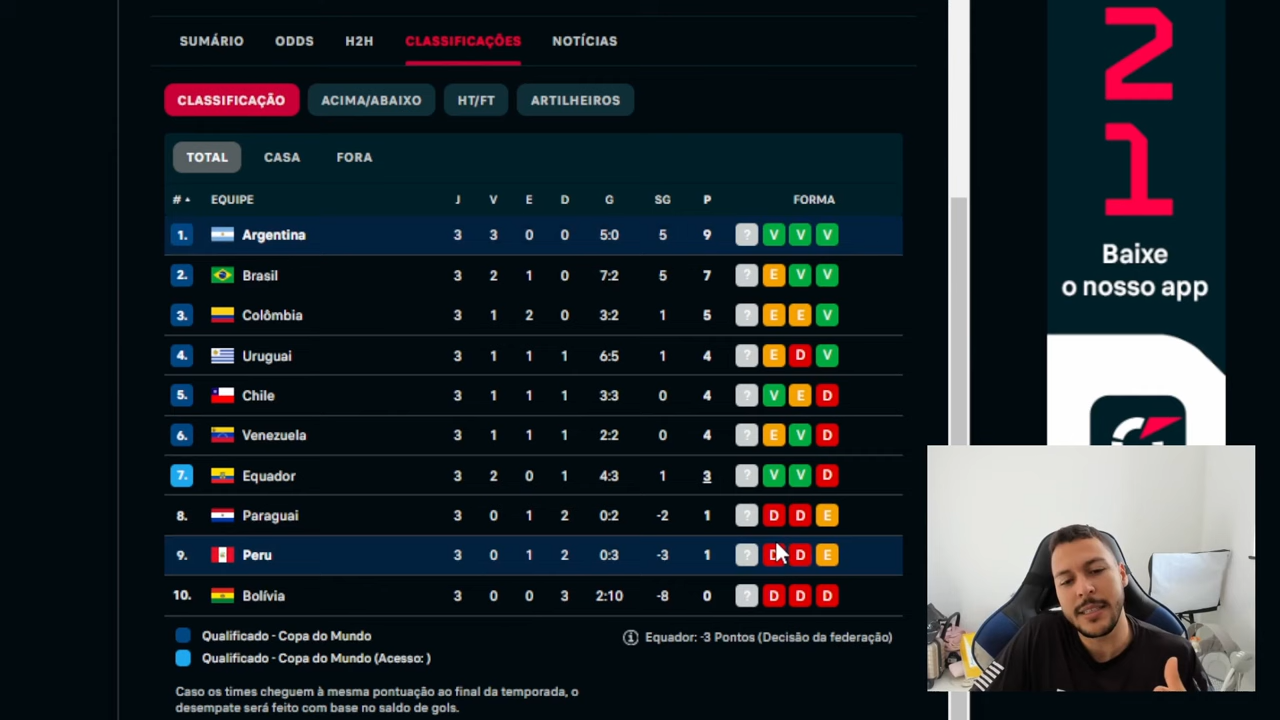 SUMÁRIO ODDS H2H CLASSIFICAÇÕES NOTÍCIAS
CLASSIFICAÇÃO ACIMA/ABAIXO HT/FT ARTILHEIROS
TOTAL CASA FORA
# EQUIPE J V E D G SG P FORMA
1. Argentina 3 3 0 0 5:0 5 9 ? V V V
2. Brasil 3 2 1 0 7:2 5 7 ? E V V
3. Colômbia 3 1 2 0 3:2 1 5 ? E E V
4. Uruguai 3 1 1 1 6:5 1 4 ? E D V
5. Chile 3 1 1 1 3:3 0 4 ? V E D
6. Venezuela 3 1 1 1 2:2 0 4 ? E V D
7. Equador 3 2 0 1 4:3 1 3 ? V V D
8. Paraguai 3 0 1 2 0:2 -2 1 ? D D E
9. Peru 3 0 1 2 0:3 -3 1 ? D D E
10. Bolívia 3 0 0 3 2:10 -8 0 ? D D D
Qualificado - Copa do Mundo
Equador: -3 Pontos (Decisão da federação)
Qualificado - Copa do Mundo (Acesso: )
Caso os times cheguem à mesma pontuação ao final da temporada, o
desempate será feito com base no saldo de gols.
2
1
Baixe
o nosso app